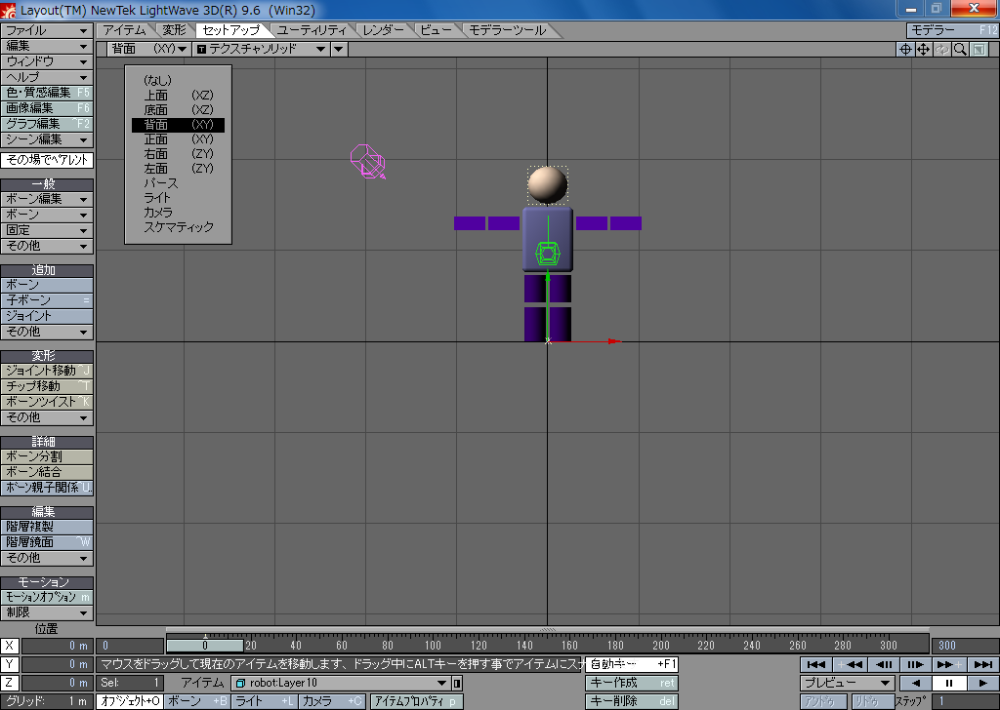 Layout(TM) NewTek LightWave 3D(R) 9.6 (Win32)
ファイル
編集
ウィンドウ
ヘルプ
色・質感編集 F5
画像編集 F6
グラフ編集 ^F2
シーン編集
その場でペアレント
一般
ボーン編集
ボーン
固定
その他
追加
ボーン
子ボーン =
ジョイント
その他
変形
ジョイント移動 ^J
チップ移動 ^T
ボーンツイスト ^K
その他
詳細
ボーン分割
ボーン結合
ボーン親子関係 U
編集
階層複製
階層鏡面 ^W
その他
モーション
モーションオプション m
制限
アイテム 変形 セットアップ ユーティリティ レンダー ビュー モデラーツール
モデラー F12
背面 (XY) テクスチャソリッド
(なし)
上面 (XZ)
底面 (XZ)
背面 (XY)
正面 (XY)
右面 (ZY)
左面 (ZY)
パース
ライト
カメラ
スケマティック
位置
X 0 m 0 0 20 40 60 80 100 120 140 160 180 200 220 240 260 280 300 300
Y 0 m マウスをドラッグして現在のアイテムを移動します、ドラッグ中にALTキーを押す事でアイテムにスナ 自動キー +F1
Z 0 m Sel: 1 アイテム robot:Layer10 キー作成 ret プレビュー
グリッド: 1 m オブジェクト+O ボーン +B ライト +L カメラ +C アイテムプロパティ p キー削除 del アンドゥ リドゥ ステップ 1